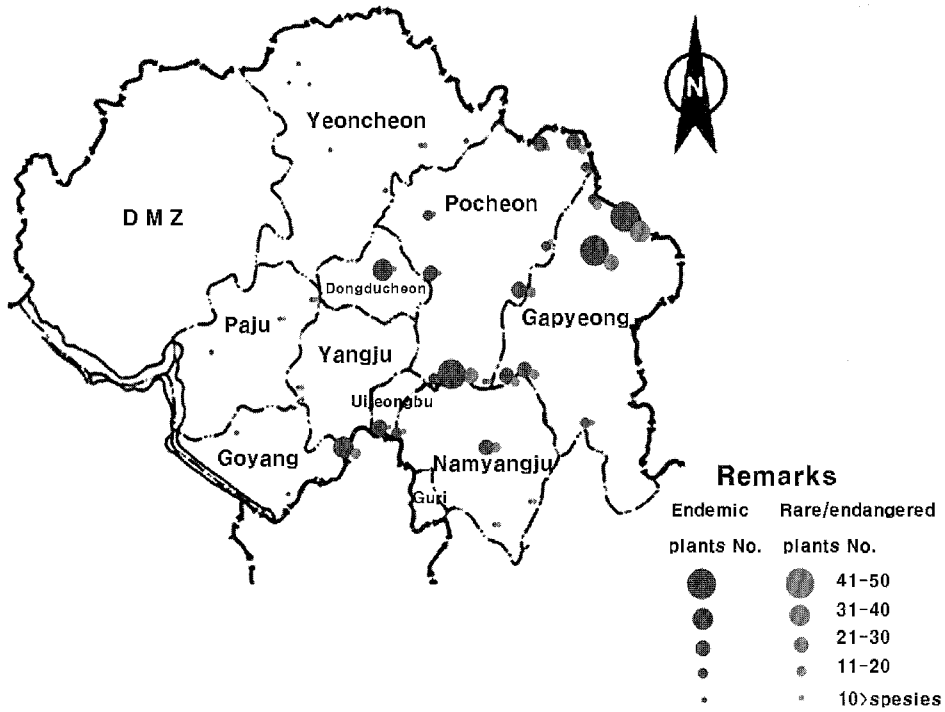 N
Yeoncheon
Pocheon
D M Z
Dongducheon
Gapyeong
Paju
Yangju
Uijeongbu
Goyang
Namyangju
Guri
Remarks
Endemic Rare/endangered
plants No. plants No.
41-50
31-40
21-30
11-20
10>spesies